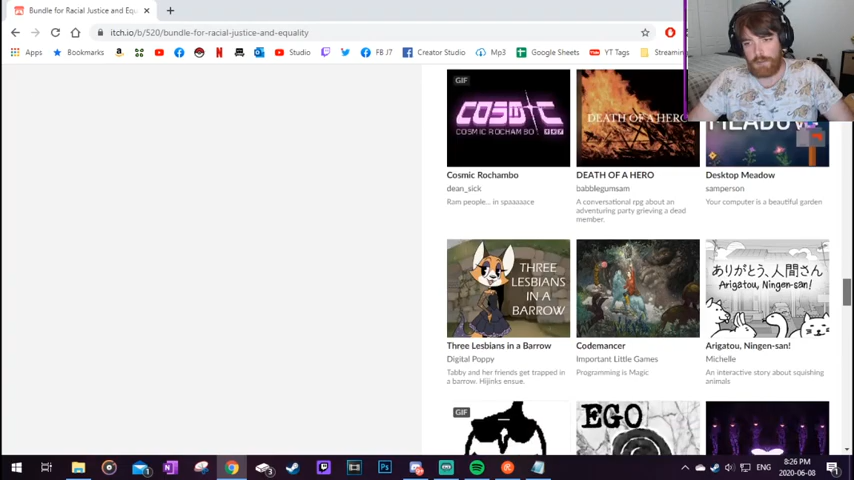 Bundle for Racial Justice and Equ
itch.io/b/520/bundle-for-racial-justice-and-equality
Apps
Bookmarks
Studio
FB J7
Creator Studio
Mp3
Google Sheets
YT Tags
Streaming
GIF
COSMIC
COSMIC ROCHAMBO
DEATH OF A HERO
MEADOW
Cosmic Rochambo
DEATH OF A HERO
Desktop Meadow
dean_sick
babblegumsam
samperson
Ram people... in spaaaace
A conversational rpg about an
adventuring party grieving a dead
member.
Your computer is a beautiful garden
THREE
LESBIANS
IN A
BARROW
ありがとう、人間さん
Arigatou, Ningen-san!
Three Lesbians in a Barrow
Codemancer
Arigatou, Ningen-san!
Digital Poppy
Important Little Games
Michelle
Tabby and her friends get trapped in
a barrow. Hijinks ensue.
Programming is Magic
An interactive story about squishing
animals
GIF
EGO
ENG
8:26 PM
2020-06-08